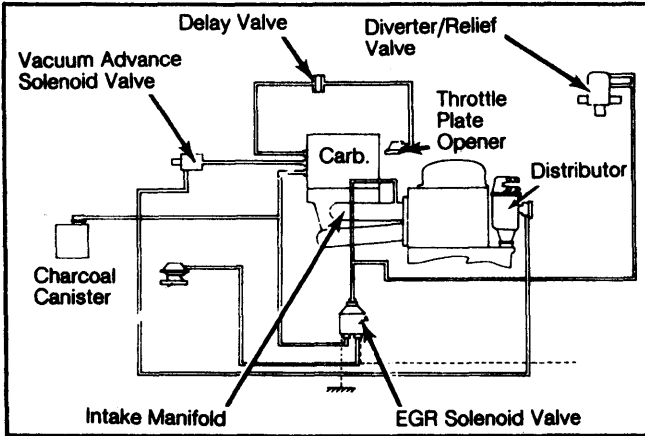 Delay Valve
Diverter/Relief
Valve
Vacuum Advance
Solenoid Valve
Throttle
Plate
Opener
Carb.
Distributor
Charcoal
Canister
Intake Manifold
EGR Solenoid Valve